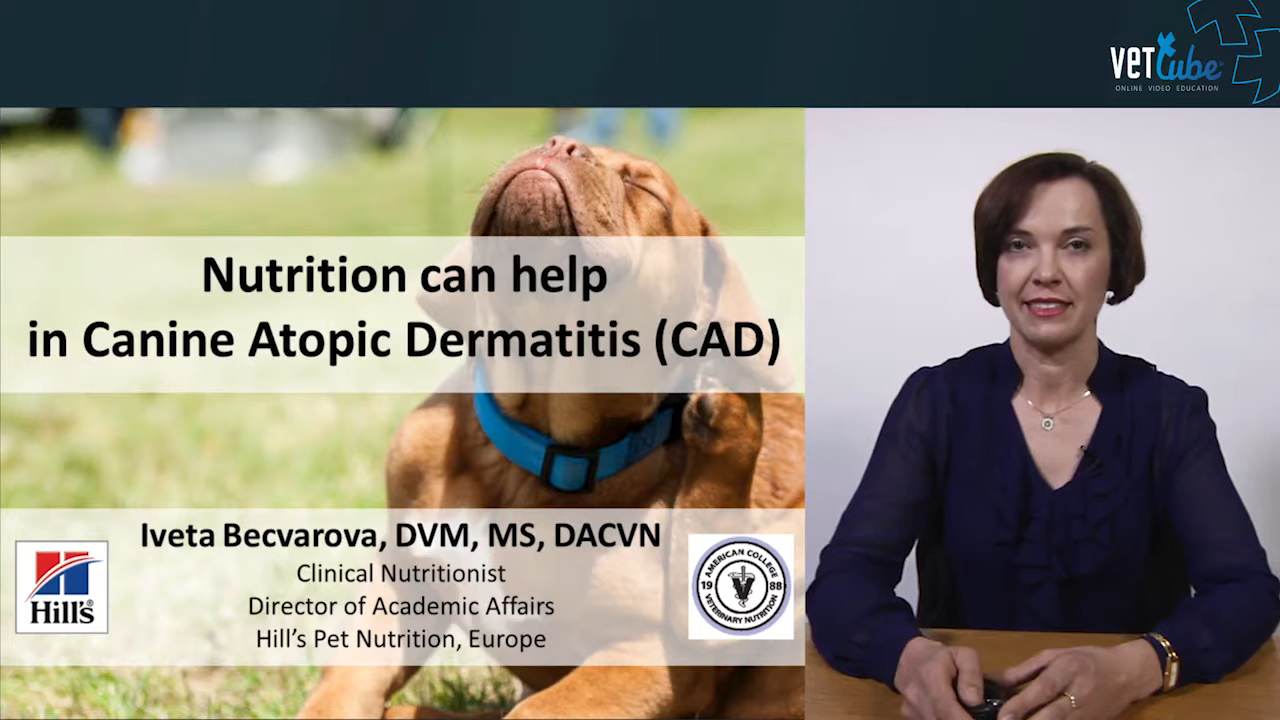 VETXCube
ONLINE VIDEO EDUCATION
Nutrition can help
in Canine Atopic Dermatitis (CAD)
Iveta Becvarova, DVM, MS, DACVN
Clinical Nutritionist
Director of Academic Affairs
Hill's Pet Nutrition, Europe
Hill's®
AMERICAN COLLEGE
19 88
VETERINARY NUTRITION